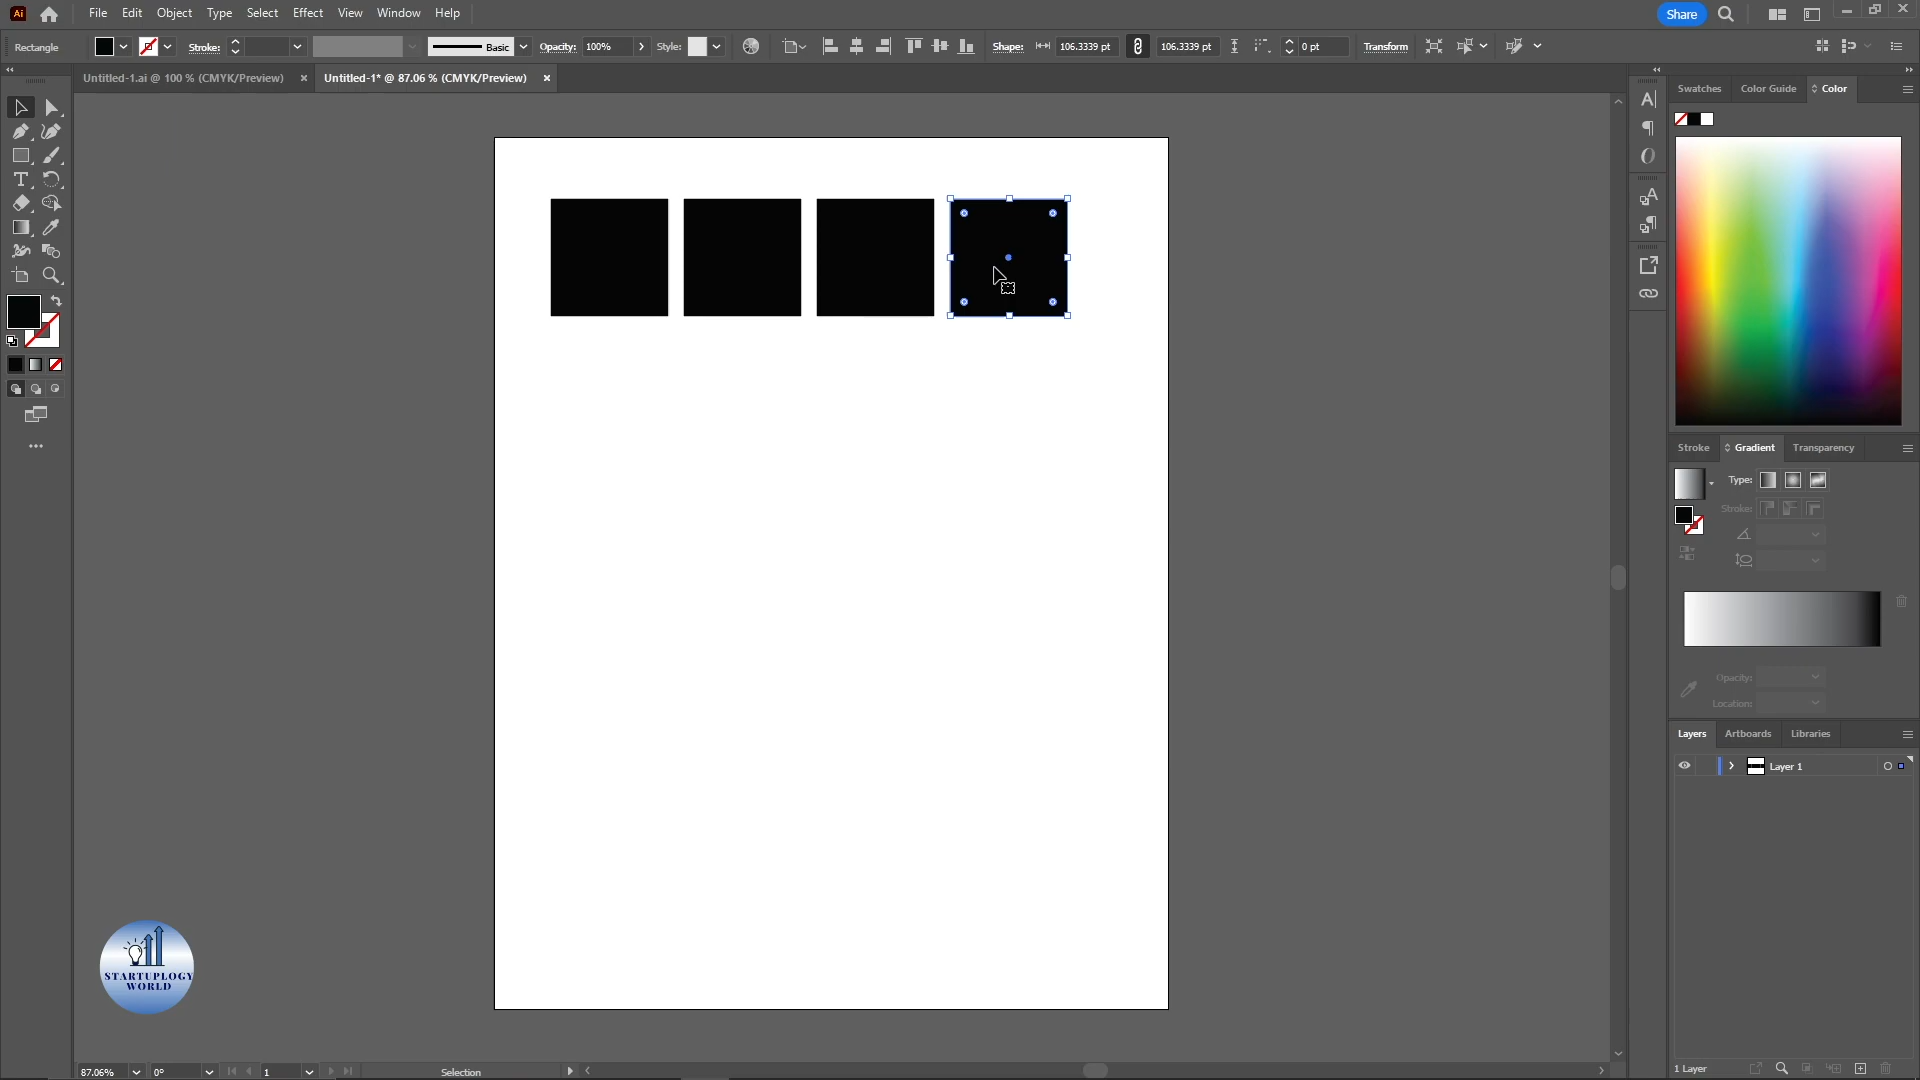 Ai File Edit Object Type Select Effect View Window Help Share
Rectangle Stroke: Basic Opacity: 100% Style: Shape: 106.3339 pt 106.3339 pt 0 pt Transform
Untitled-1.ai @ 100 % (CMYK/Preview) × Untitled-1* @ 87.06 % (CMYK/Preview) ×
Swatches Color Guide Color
Stroke Gradient Transparency
Type:
Stroke:
Opacity:
Location:
Layers Artboards Libraries
Layer 1
STARTUPLOGY
WORLD
87.06% 0° 1 Selection
1 Layer